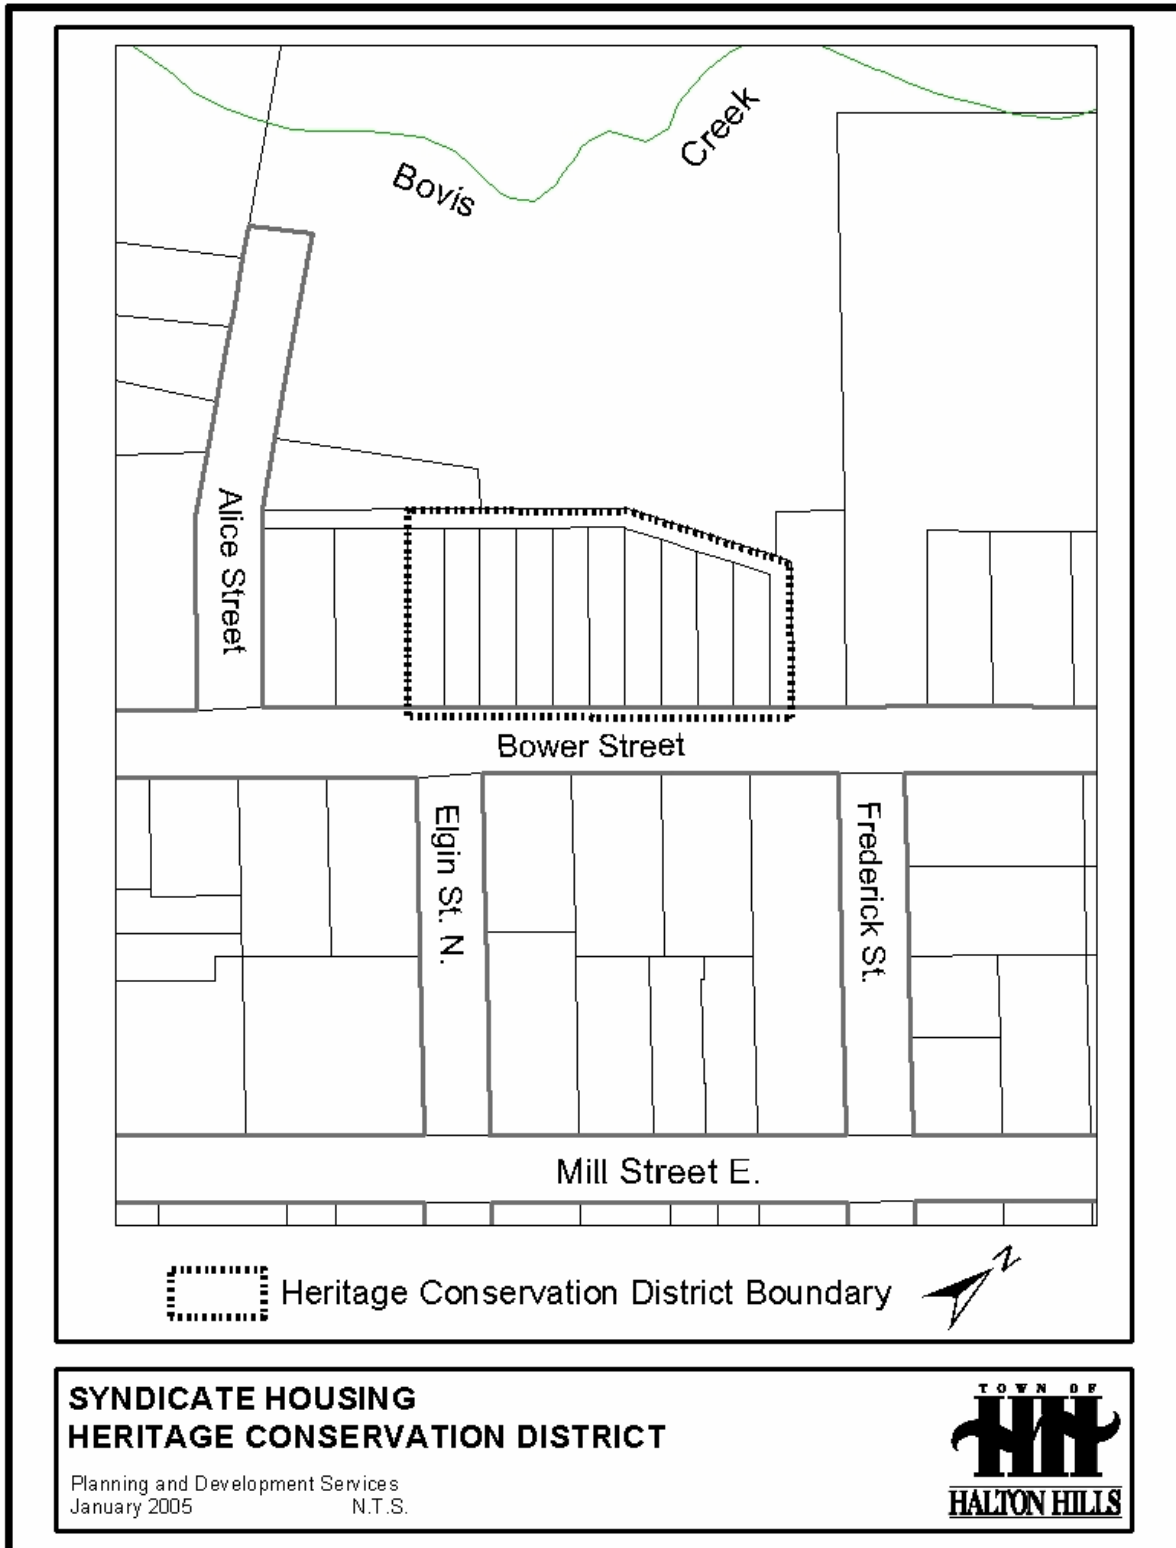 Bovis
Creek
Alice Street
Bower Street
Elgin St. N.
Frederick St.
Mill Street E.
Heritage Conservation District Boundary
N
SYNDICATE HOUSING
HERITAGE CONSERVATION DISTRICT
Planning and Development Services
January 2005 N.T.S.
TOWN OF
HH
HALTON HILLS